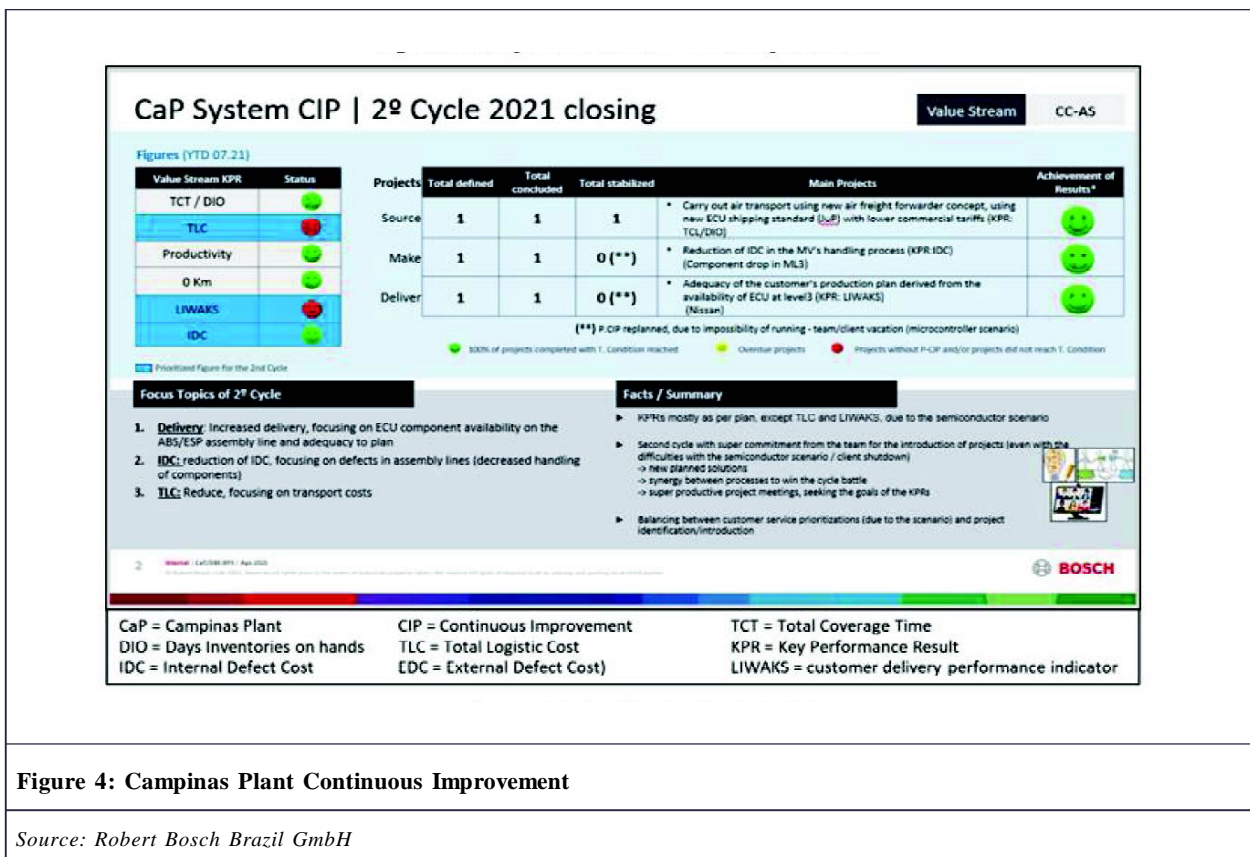 CaP System CIP | 2º Cycle 2021 closing
Value Stream
CC-AS
Figures (YTD 07.21)
Value Stream KPR Status
TCT / DIO
TLC
Productivity
0 Km
LIWAKS
IDC
Prioritized figure for the 2nd Cycle
Projects Total defined Total concluded Total stabilized Main Projects Achievement of Results*
Source 1 1 1
• Carry out air transport using new air freight forwarder concept, using
new ECU shipping standard (JuP) with lower commercial tariffs (KPR:
TCL/DIO)
Make 1 1 0 (**)
• Reduction of IDC in the MV's handling process (KPR:IDC)
(Component drop in ML3)
Deliver 1 1 0 (**)
• Adequacy of the customer's production plan derived from the
availability of ECU at level3 (KPR: LIWAKS)
(Nissan)
(**) P.CIP replanned, due to impossibility of running - team/client vacation (microcontroller scenario)
100% of projects completed with T. Condition reached
Overdue projects
Projects without P-CIP and/or projects did not reach T. Condition
Focus Topics of 2º Cycle
1. Delivery: Increased delivery, focusing on ECU component availability on the
ABS/ESP assembly line and adequacy to plan
2. IDC: reduction of IDC, focusing on defects in assembly lines (decreased handling
of components)
3. TLC: Reduce, focusing on transport costs
Facts / Summary
► KPRs mostly as per plan, except TLC and LIWAKS, due to the semiconductor scenario
► Second cycle with super commitment from the team for the introduction of projects (even with the
difficulties with the semiconductor scenario / client shutdown)
-> new planned solutions
-> synergy between processes to win the cycle battle
-> super productive project meetings, seeking the goals of the KPRs
► Balancing between customer service prioritizations (due to the scenario) and project
identification/introduction
2
Internal
BOSCH
CaP = Campinas Plant CIP = Continuous Improvement TCT = Total Coverage Time
DIO = Days Inventories on hands TLC = Total Logistic Cost KPR = Key Performance Result
IDC = Internal Defect Cost EDC = External Defect Cost) LIWAKS = customer delivery performance indicator
Figure 4: Campinas Plant Continuous Improvement
Source: Robert Bosch Brazil GmbH